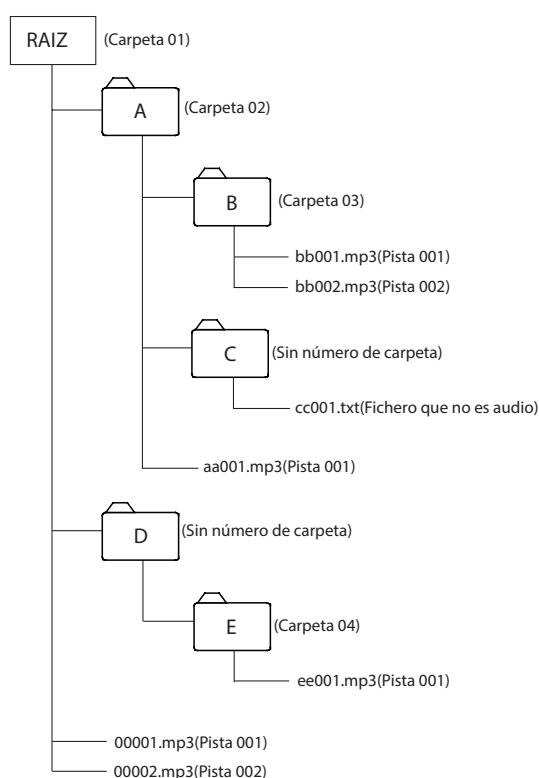 RAIZ (Carpeta 01)
A (Carpeta 02)
B (Carpeta 03)
bb001.mp3(Pista 001)
bb002.mp3(Pista 002)
C (Sin número de carpeta)
cc001.txt(Fichero que no es audio)
aa001.mp3(Pista 001)
D (Sin número de carpeta)
E (Carpeta 04)
ee001.mp3(Pista 001)
00001.mp3(Pista 001)
00002.mp3(Pista 002)